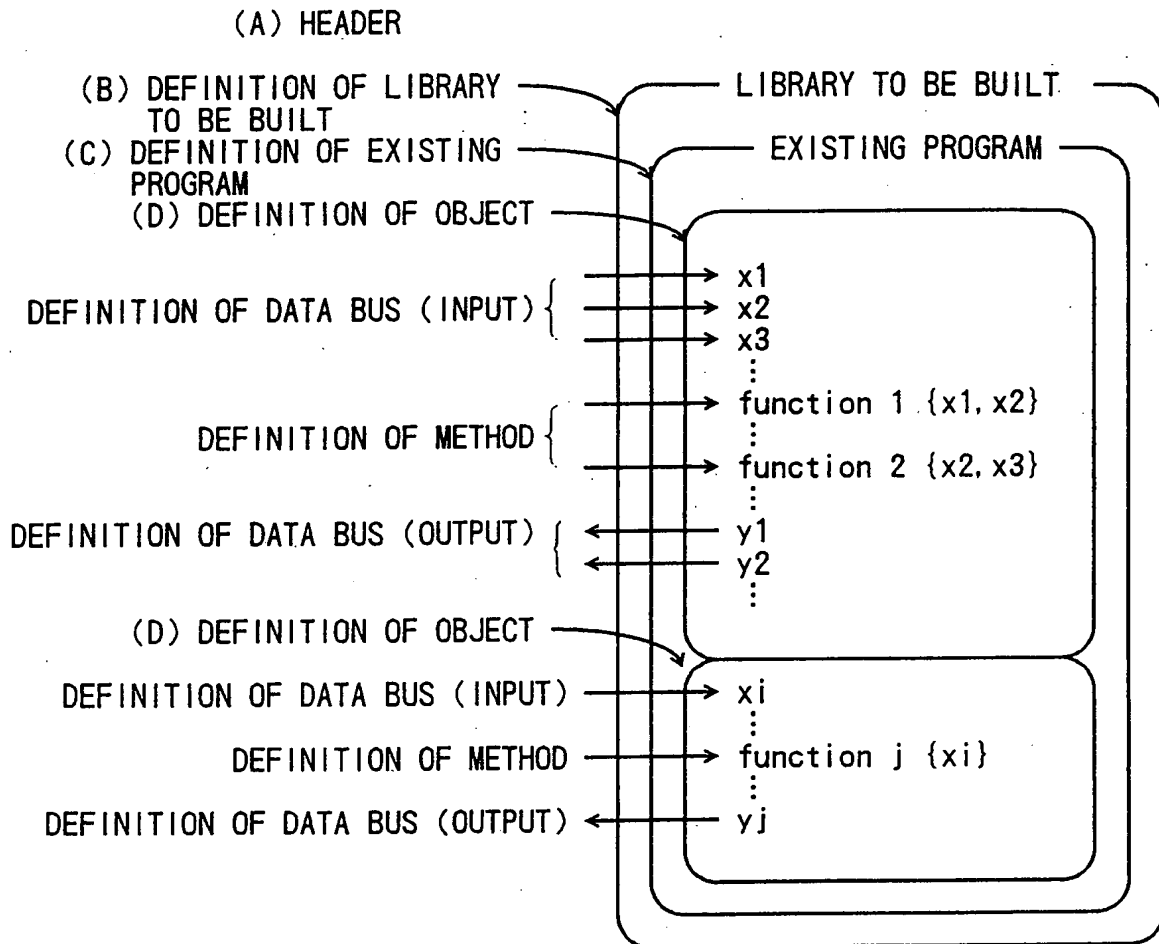 (A) HEADER
(B) DEFINITION OF LIBRARY
TO BE BUILT
LIBRARY TO BE BUILT
(C) DEFINITION OF EXISTING
PROGRAM
EXISTING PROGRAM
(D) DEFINITION OF OBJECT
DEFINITION OF DATA BUS (INPUT)
x1
x2
x3
DEFINITION OF METHOD
function 1 {x1, x2}
function 2 {x2, x3}
DEFINITION OF DATA BUS (OUTPUT)
y1
y2
(D) DEFINITION OF OBJECT
DEFINITION OF DATA BUS (INPUT)
xi
DEFINITION OF METHOD
function j {xi}
DEFINITION OF DATA BUS (OUTPUT)
yj